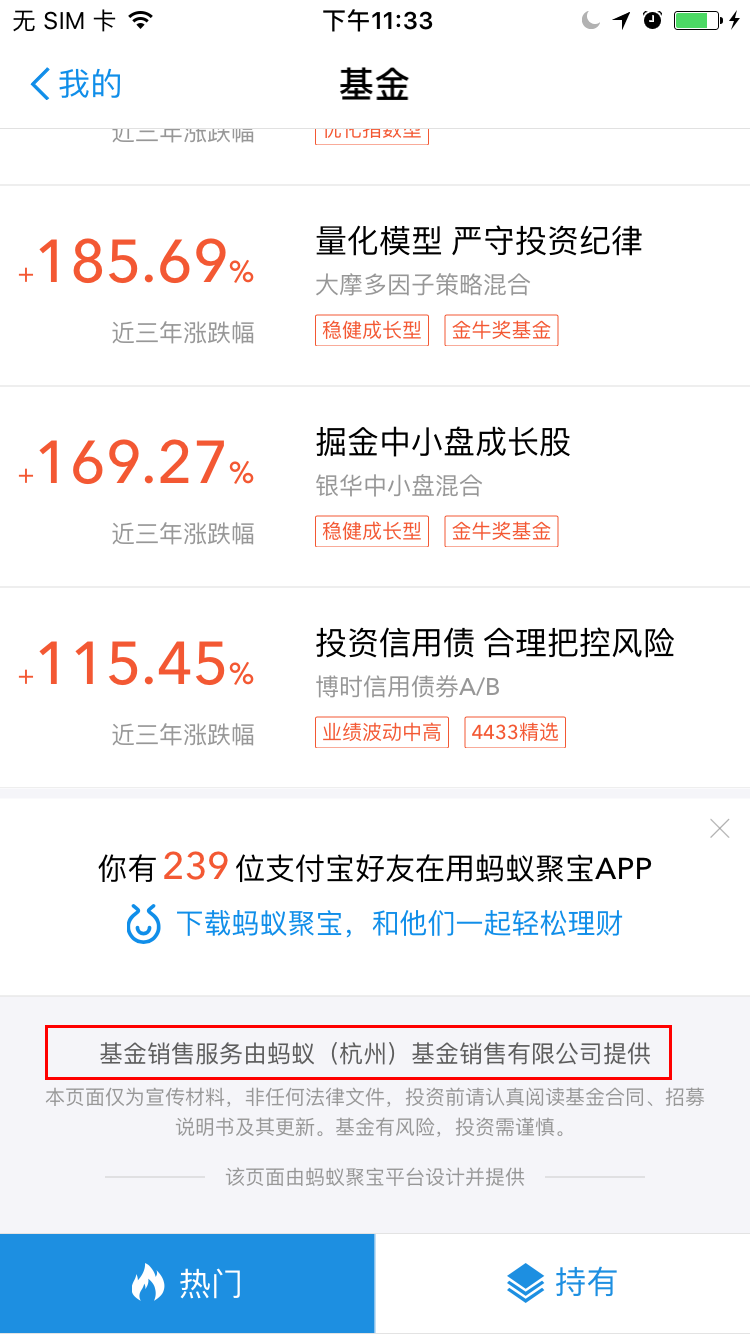 无 SIM 卡 下午11:33
我的 基金
近三年涨跌幅 优化指数型
+185.69% 量化模型 严守投资纪律
大摩多因子策略混合
近三年涨跌幅 稳健成长型 金牛奖基金
+169.27% 掘金中小盘成长股
银华中小盘混合
近三年涨跌幅 稳健成长型 金牛奖基金
+115.45% 投资信用债 合理把控风险
博时信用债券A/B
近三年涨跌幅 业绩波动中高 4433精选
你有239位支付宝好友在用蚂蚁聚宝APP
下载蚂蚁聚宝，和他们一起轻松理财
基金销售服务由蚂蚁（杭州）基金销售有限公司提供
本页面仅为宣传材料，非任何法律文件，投资前请认真阅读基金合同、招募
说明书及其更新。基金有风险，投资需谨慎。
该页面由蚂蚁聚宝平台设计并提供
热门 持有